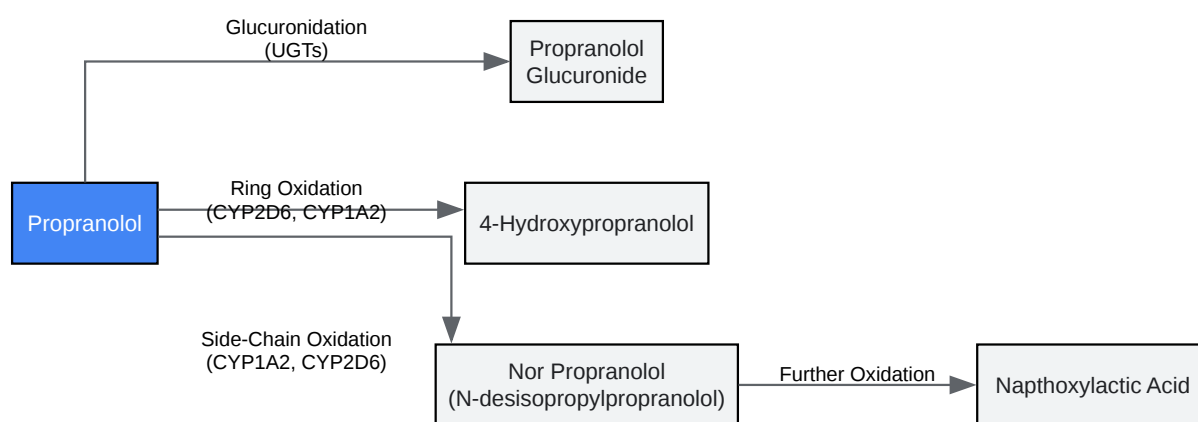 Glucuronidation
(UGTs)
Propranolol
Glucuronide
Propranolol
Ring Oxidation
(CYP2D6, CYP1A2)
4-Hydroxypropranolol
Side-Chain Oxidation
(CYP1A2, CYP2D6)
Nor Propranolol
(N-desisopropylpropranolol)
Further Oxidation
Napthoxylactic Acid